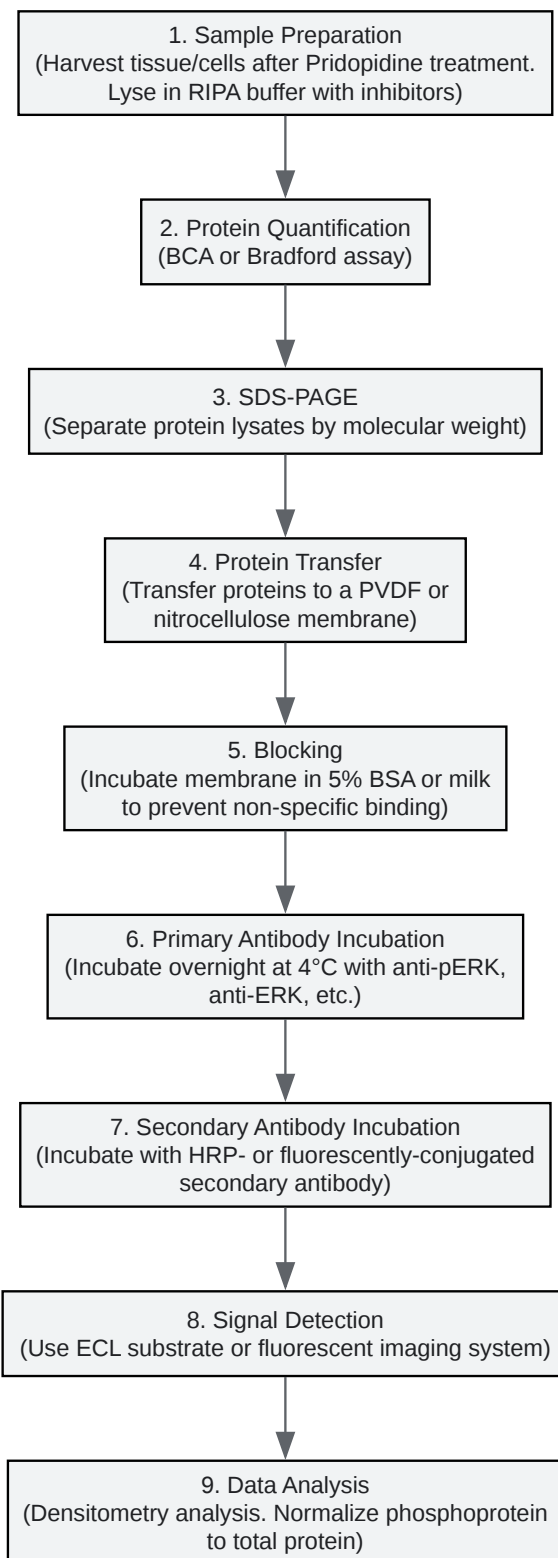 1. Sample Preparation
(Harvest tissue/cells after Pridopidine treatment.
Lyse in RIPA buffer with inhibitors)
2. Protein Quantification
(BCA or Bradford assay)
3. SDS-PAGE
(Separate protein lysates by molecular weight)
4. Protein Transfer
(Transfer proteins to a PVDF or
nitrocellulose membrane)
5. Blocking
(Incubate membrane in 5% BSA or milk
to prevent non-specific binding)
6. Primary Antibody Incubation
(Incubate overnight at 4°C with anti-pERK,
anti-ERK, etc.)
7. Secondary Antibody Incubation
(Incubate with HRP- or fluorescently-conjugated
secondary antibody)
8. Signal Detection
(Use ECL substrate or fluorescent imaging system)
9. Data Analysis
(Densitometry analysis. Normalize phosphoprotein
to total protein)